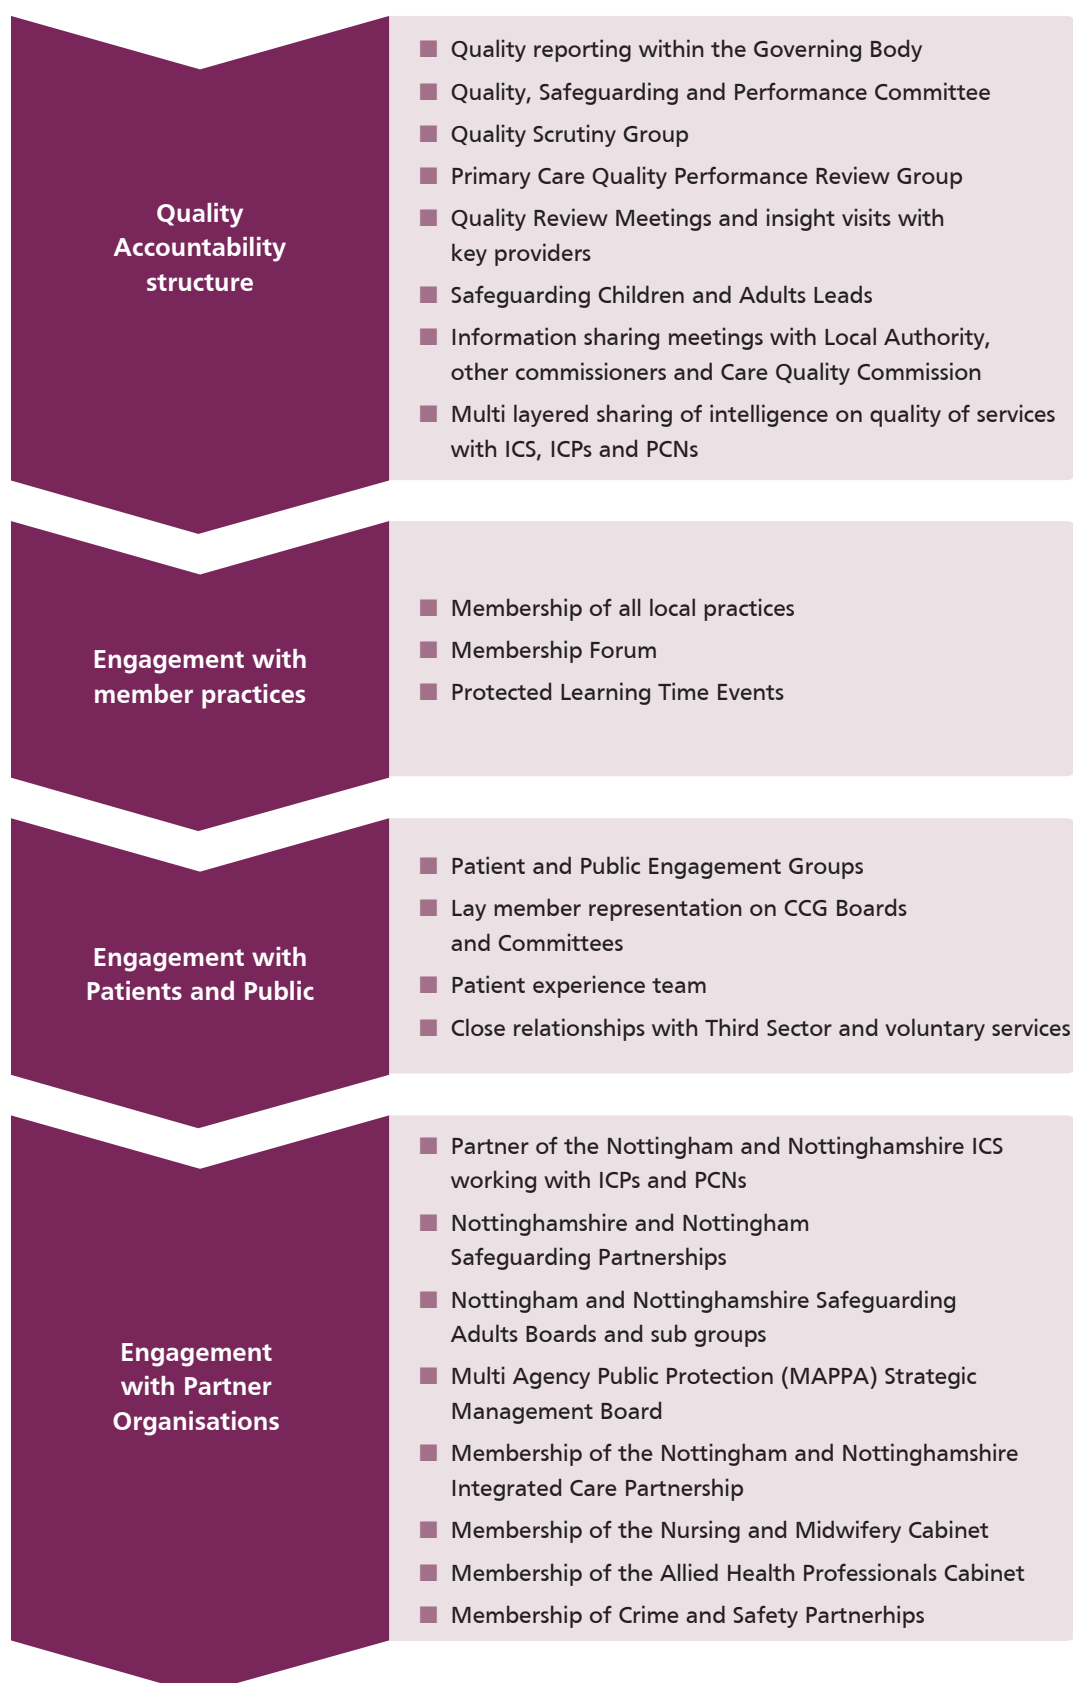 Quality
Accountability
structure
■ Quality reporting within the Governing Body
■ Quality, Safeguarding and Performance Committee
■ Quality Scrutiny Group
■ Primary Care Quality Performance Review Group
■ Quality Review Meetings and insight visits with
key providers
■ Safeguarding Children and Adults Leads
■ Information sharing meetings with Local Authority,
other commissioners and Care Quality Commission
■ Multi layered sharing of intelligence on quality of services
with ICS, ICPs and PCNs
Engagement with
member practices
■ Membership of all local practices
■ Membership Forum
■ Protected Learning Time Events
Engagement with
Patients and Public
■ Patient and Public Engagement Groups
■ Lay member representation on CCG Boards
and Committees
■ Patient experience team
■ Close relationships with Third Sector and voluntary services
Engagement
with Partner
Organisations
■ Partner of the Nottingham and Nottinghamshire ICS
working with ICPs and PCNs
■ Nottinghamshire and Nottingham
Safeguarding Partnerships
■ Nottingham and Nottinghamshire Safeguarding
Adults Boards and sub groups
■ Multi Agency Public Protection (MAPPA) Strategic
Management Board
■ Membership of the Nottingham and Nottinghamshire
Integrated Care Partnership
■ Membership of the Nursing and Midwifery Cabinet
■ Membership of the Allied Health Professionals Cabinet
■ Membership of Crime and Safety Partnerhips